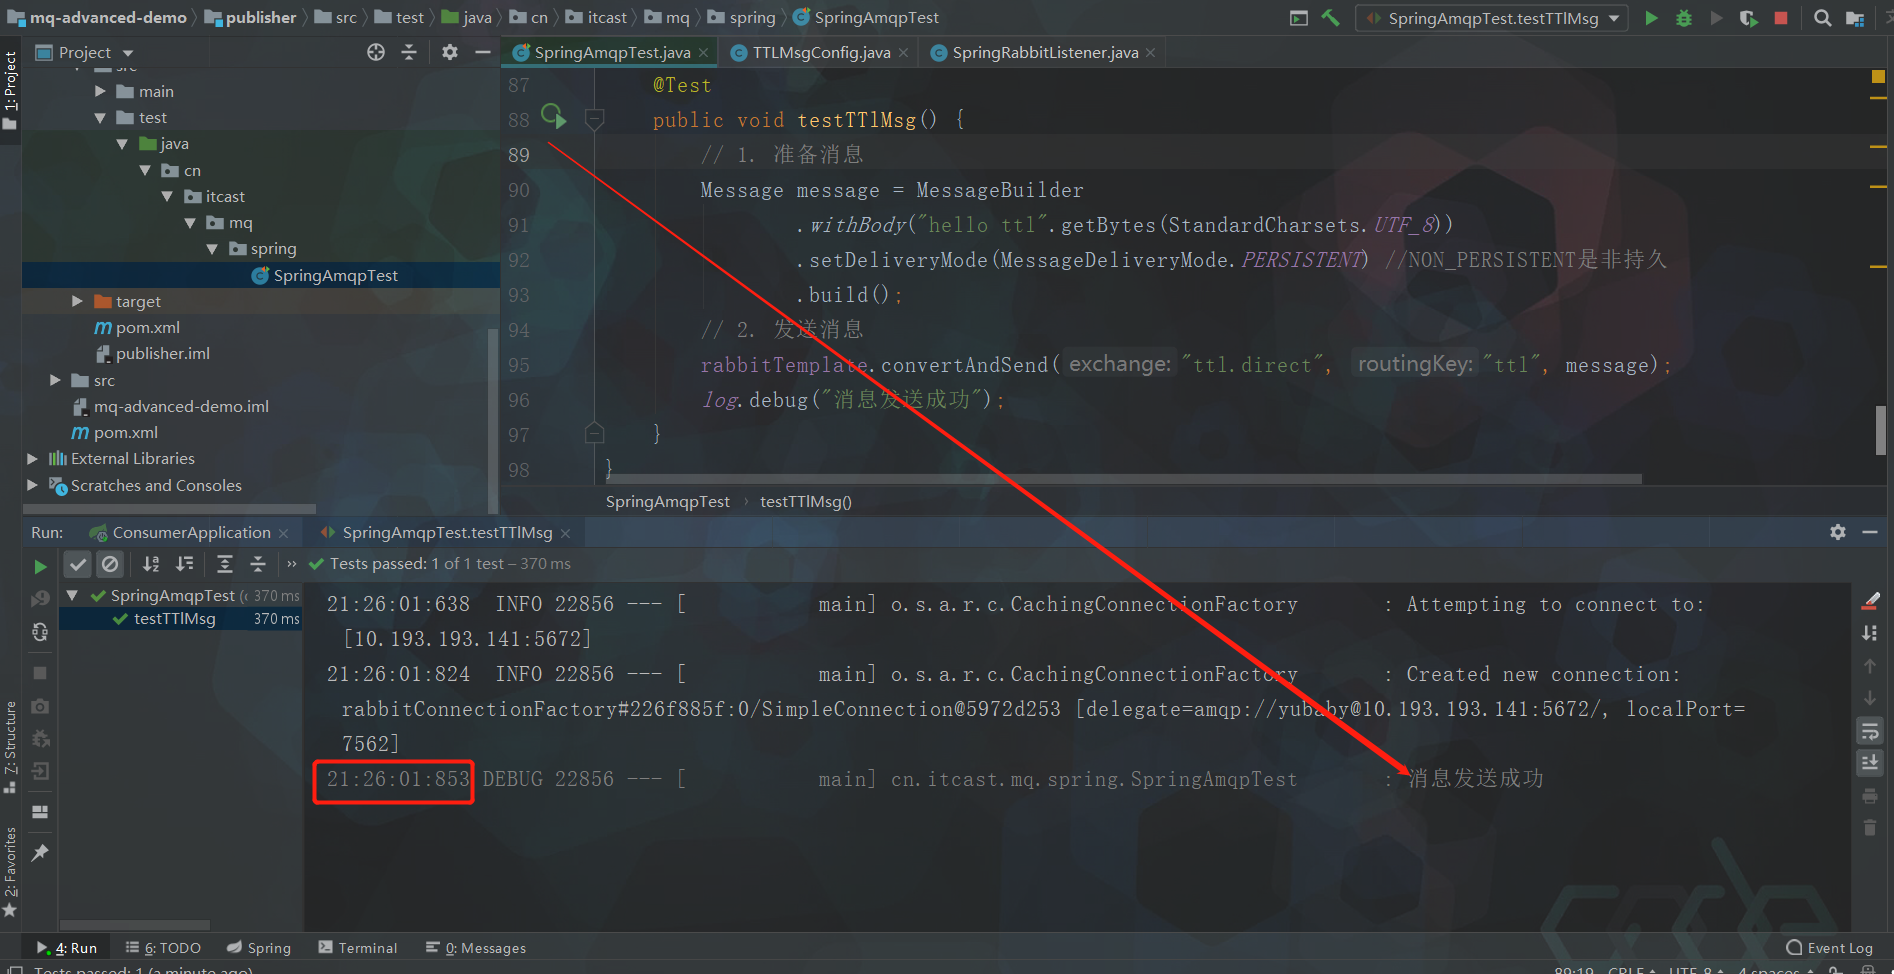 mq-advanced-demo publisher src test java cn itcast mq spring SpringAmqpTest
SpringAmqpTest.testTTlMsg
1: Project
Project
SpringAmqpTest.java TTLMsgConfig.java SpringRabbitListener.java
main
test
java
cn
itcast
mq
spring
SpringAmqpTest
target
pom.xml
publisher.iml
src
mq-advanced-demo.iml
pom.xml
External Libraries
Scratches and Consoles
87 @Test
88 public void testTTlMsg() {
89 // 1. 准备消息
90 Message message = MessageBuilder
91 .withBody("hello ttl".getBytes(StandardCharsets.UTF_8))
92 .setDeliveryMode(MessageDeliveryMode.PERSISTENT) //NON_PERSISTENT是非持久
93 .build();
94 // 2. 发送消息
95 rabbitTemplate.convertAndSend( exchange: "ttl.direct", routingKey: "ttl", message);
96 log.debug("消息发送成功");
97 }
98 }
SpringAmqpTest › testTTlMsg()
Run: ConsumerApplication SpringAmqpTest.testTTlMsg
» Tests passed: 1 of 1 test – 370 ms
SpringAmqpTest (c 370 ms
testTTlMsg 370 ms
21:26:01:638 INFO 22856 --- [ main] o.s.a.r.c.CachingConnectionFactory : Attempting to connect to:
[10.193.193.141:5672]
21:26:01:824 INFO 22856 --- [ main] o.s.a.r.c.CachingConnectionFactory : Created new connection:
rabbitConnectionFactory#226f885f:0/SimpleConnection@5972d253 [delegate=amqp://yubaby@10.193.193.141:5672/, localPort=
7562]
21:26:01:853 DEBUG 22856 --- [ main] cn.itcast.mq.spring.SpringAmqpTest : 消息发送成功
7: Structure
2: Favorites
4: Run 6: TODO Spring Terminal 0: Messages Event Log
Tests passed: 1 (a minute ago) 89:19 CRLF UTF-8 4 spaces